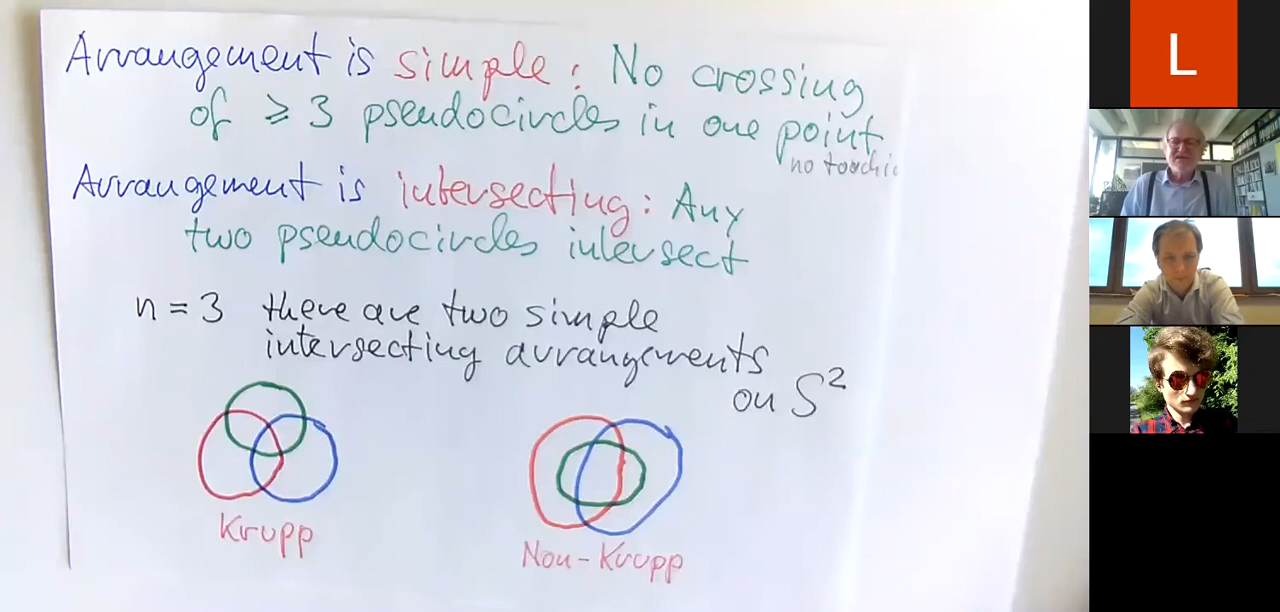 Arrangement is simple: No crossing
of ≥ 3 pseudocircles in one point
no touchi
Arrangement is intersecting: Any
two pseudocircles intersect
n = 3 there are two simple
intersecting arrangements
on S²
Krupp
Non-Krupp
L